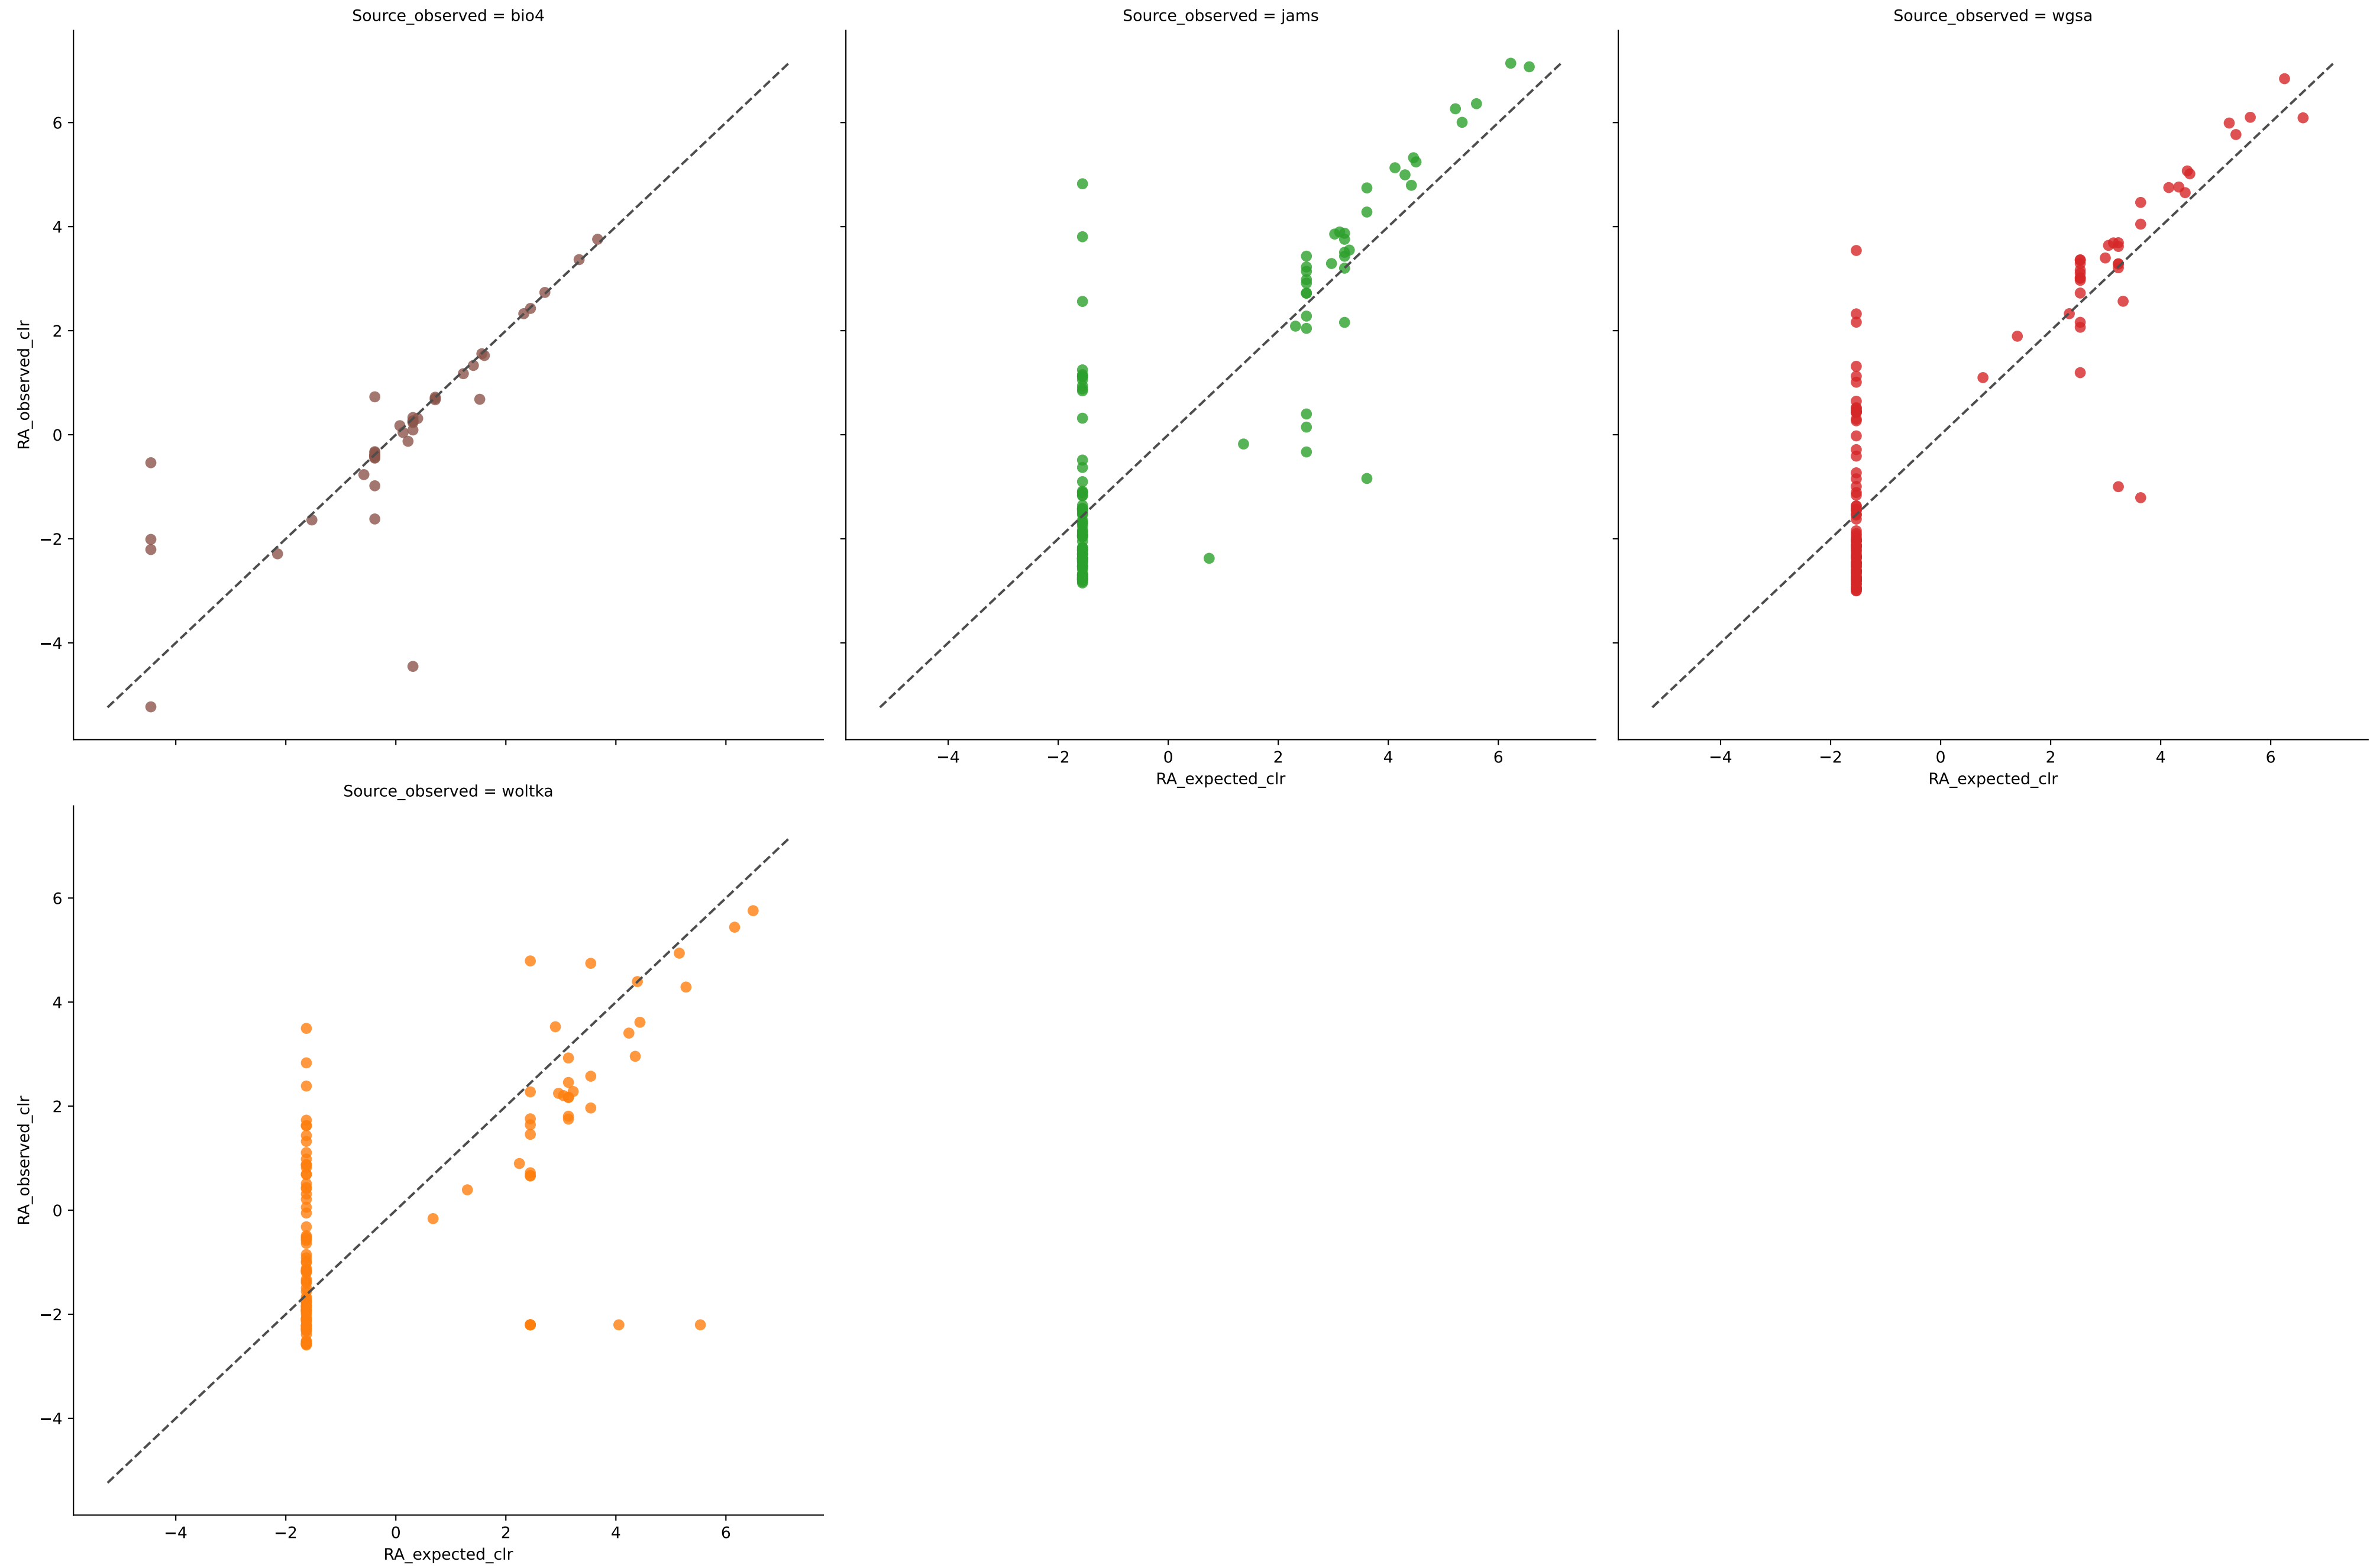 Source_observed = bio4
Source_observed = jams
Source_observed = wgsa
6
4
2
0
−2
−4
RA_observed_clr
−4 −2 0 2 4 6
RA_expected_clr
−4 −2 0 2 4 6
RA_expected_clr
Source_observed = woltka
6
4
2
0
−2
−4
RA_observed_clr
−4 −2 0 2 4 6
RA_expected_clr